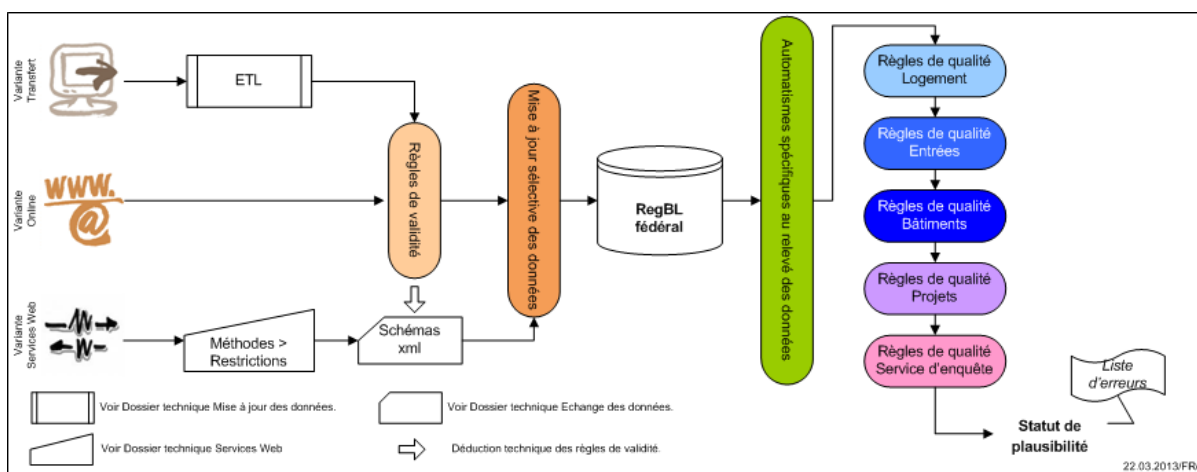 Variante
Transfert
ETL
Variante
Online
www.
@
Variante
Services Web
Méthodes >
Restrictions
Règles de validité
Schémas
xml
Mise à jour sélective des données
RegBL
fédéral
Automatismes spécifiques au relevé des données
Règles de qualité
Logement
Règles de qualité
Entrées
Règles de qualité
Bâtiments
Règles de qualité
Projets
Règles de qualité
Service d'enquête
Liste
d'erreurs
Statut de
plausibilité
Voir Dossier technique Mise à jour des données.
Voir Dossier technique Echange des données.
Voir Dossier technique Services Web
Déduction technique des règles de validité.
22.03.2013/FR